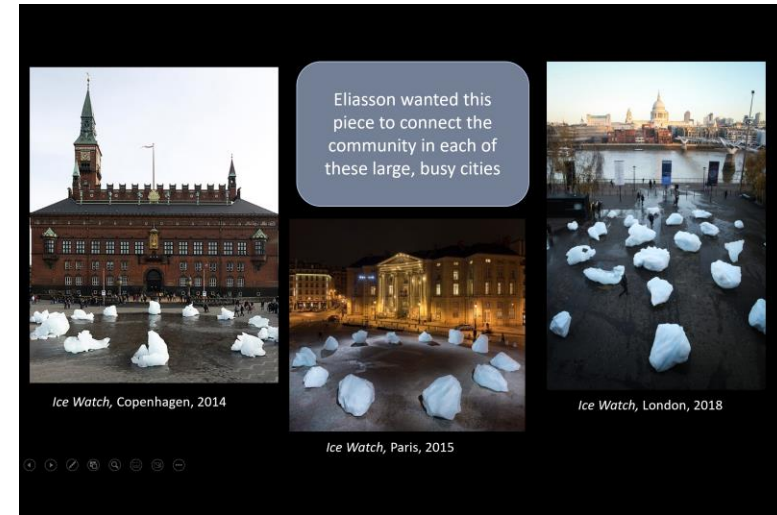 Eliasson wanted this
piece to connect the
community in each of
these large, busy cities
Ice Watch, Copenhagen, 2014
Ice Watch, Paris, 2015
Ice Watch, London, 2018